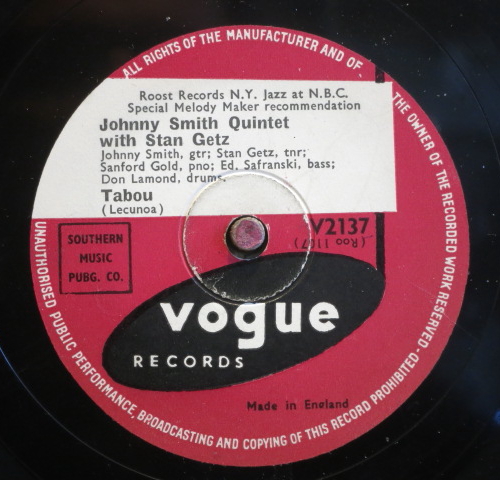 ALL RIGHTS OF THE MANUFACTURER AND OF
THE OWNER OF THE RECORDED WORK RESERVED-
UNAUTHORISED PUBLIC PERFORMANCE, BROADCASTING AND COPYING OF THIS RECORD PROHIBITED-
Roost Records N.Y. Jazz at N.B.C.
Special Melody Maker recommendation
Johnny Smith Quintet
with Stan Getz
Johnny Smith, gtr; Stan Getz, tnr;
Sanford Gold, pno; Ed. Safranski, bass;
Don Lamond, drums.
Tabou
(Lecunoa)
V2137
(Roo 1107)
SOUTHERN
MUSIC
PUBG. CO.
vogue
RECORDS
Made in England